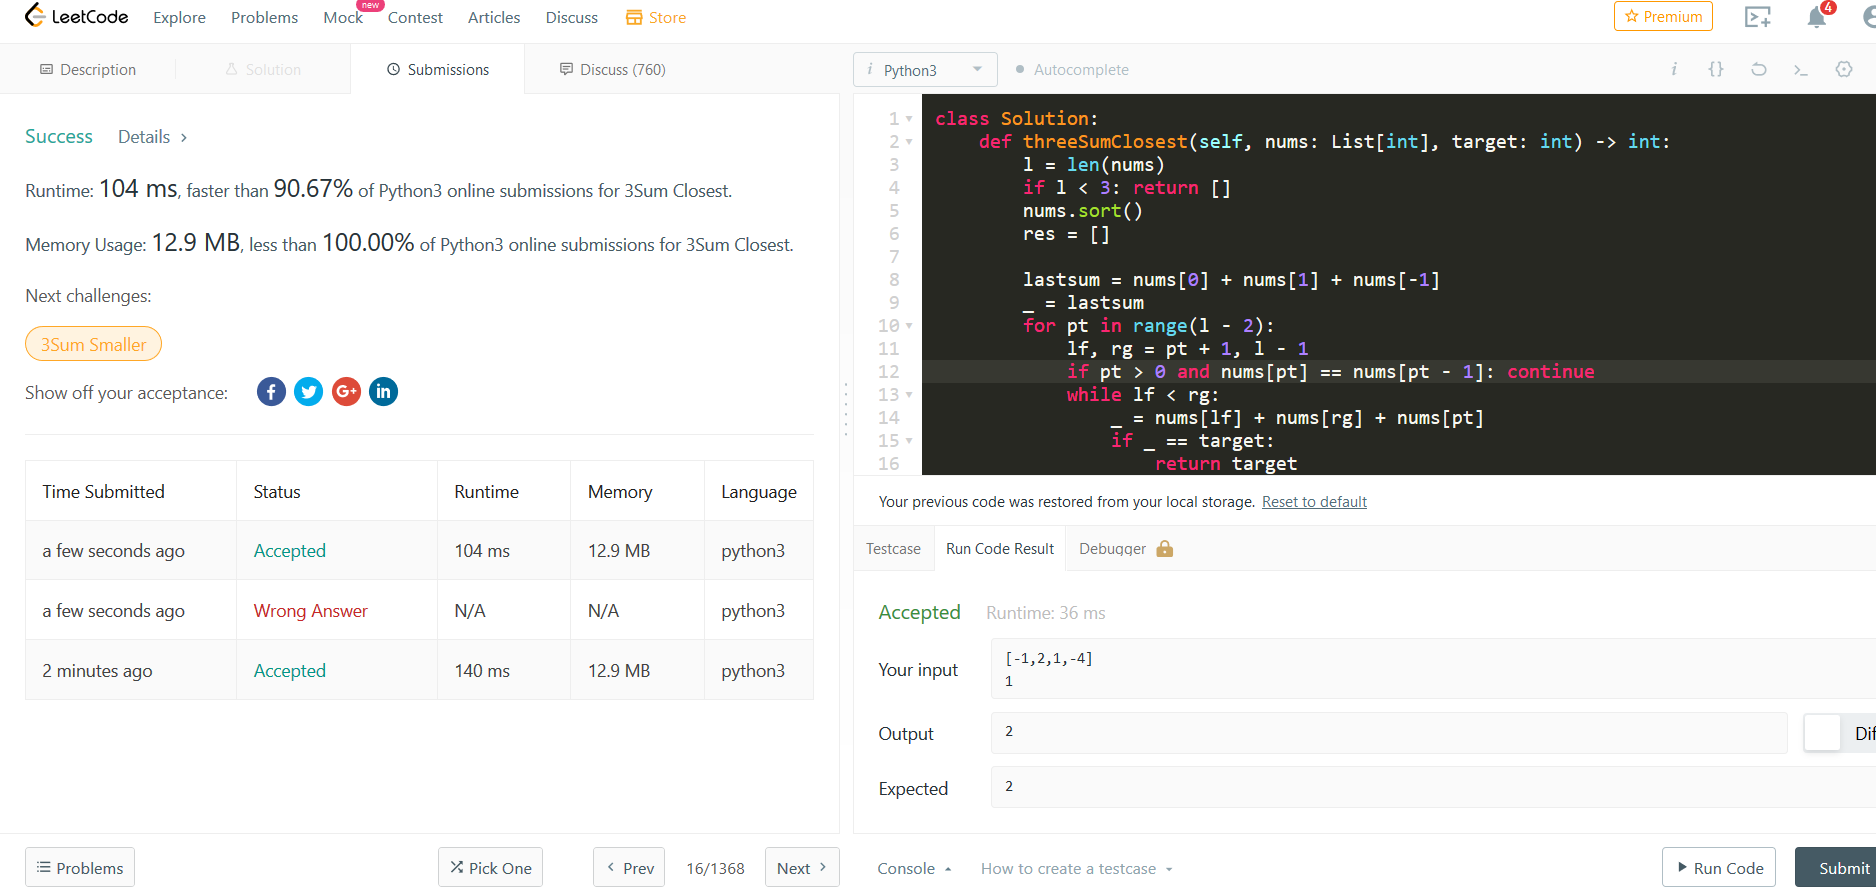 LeetCode Explore Problems Mock new Contest Articles Discuss Store Premium 4
Description Solution Submissions Discuss (760)
i Python3 Autocomplete i {}
Success Details >
Runtime: 104 ms, faster than 90.67% of Python3 online submissions for 3Sum Closest.
Memory Usage: 12.9 MB, less than 100.00% of Python3 online submissions for 3Sum Closest.
Next challenges:
3Sum Smaller
Show off your acceptance: f G+ in
Time Submitted Status Runtime Memory Language
a few seconds ago Accepted 104 ms 12.9 MB python3
a few seconds ago Wrong Answer N/A N/A python3
2 minutes ago Accepted 140 ms 12.9 MB python3
Problems Pick One < Prev 16/1368 Next >
1 class Solution:
2 def threeSumClosest(self, nums: List[int], target: int) -> int:
3 l = len(nums)
4 if l < 3: return []
5 nums.sort()
6 res = []
7
8 lastsum = nums[0] + nums[1] + nums[-1]
9 _ = lastsum
10 for pt in range(l - 2):
11 lf, rg = pt + 1, l - 1
12 if pt > 0 and nums[pt] == nums[pt - 1]: continue
13 while lf < rg:
14 _ = nums[lf] + nums[rg] + nums[pt]
15 if _ == target:
16 return target
Your previous code was restored from your local storage. Reset to default
Testcase Run Code Result Debugger
Accepted Runtime: 36 ms
Your input
[-1,2,1,-4]
1
Output 2 Dif
Expected 2
Console How to create a testcase Run Code Submit